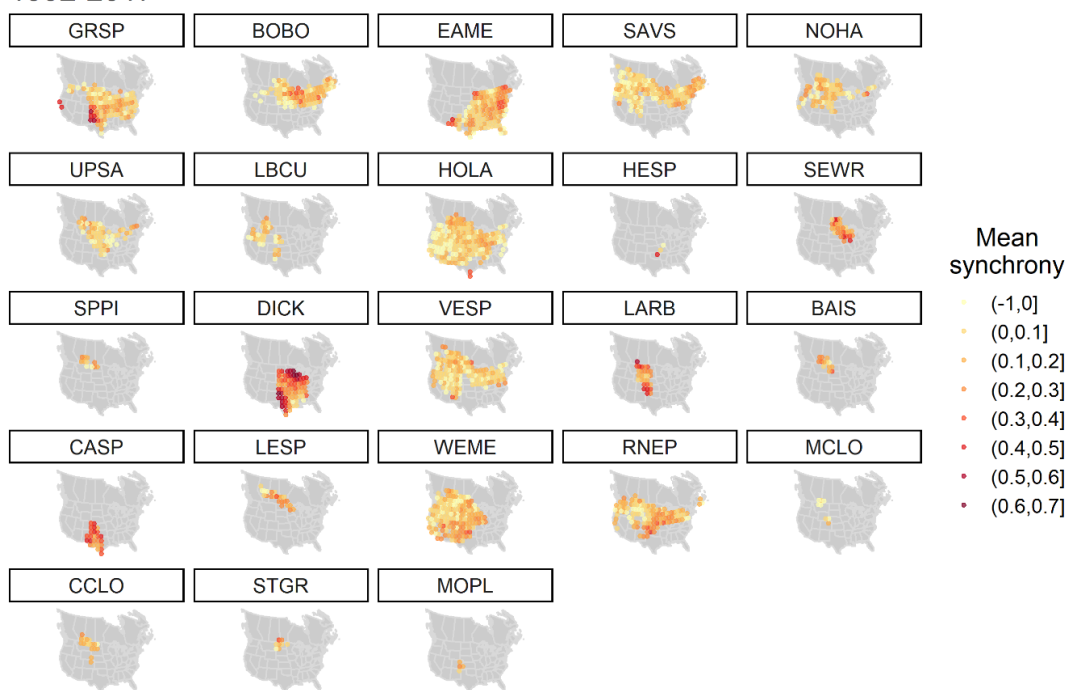 GRSP BOBO EAME SAVS NOHA
UPSA LBCU HOLA HESP SEWR
SPPI DICK VESP LARB BAIS
CASP LESP WEME RNEP MCLO
CCLO STGR MOPL
Mean
synchrony
(-1,0]
(0,0.1]
(0.1,0.2]
(0.2,0.3]
(0.3,0.4]
(0.4,0.5]
(0.5,0.6]
(0.6,0.7]